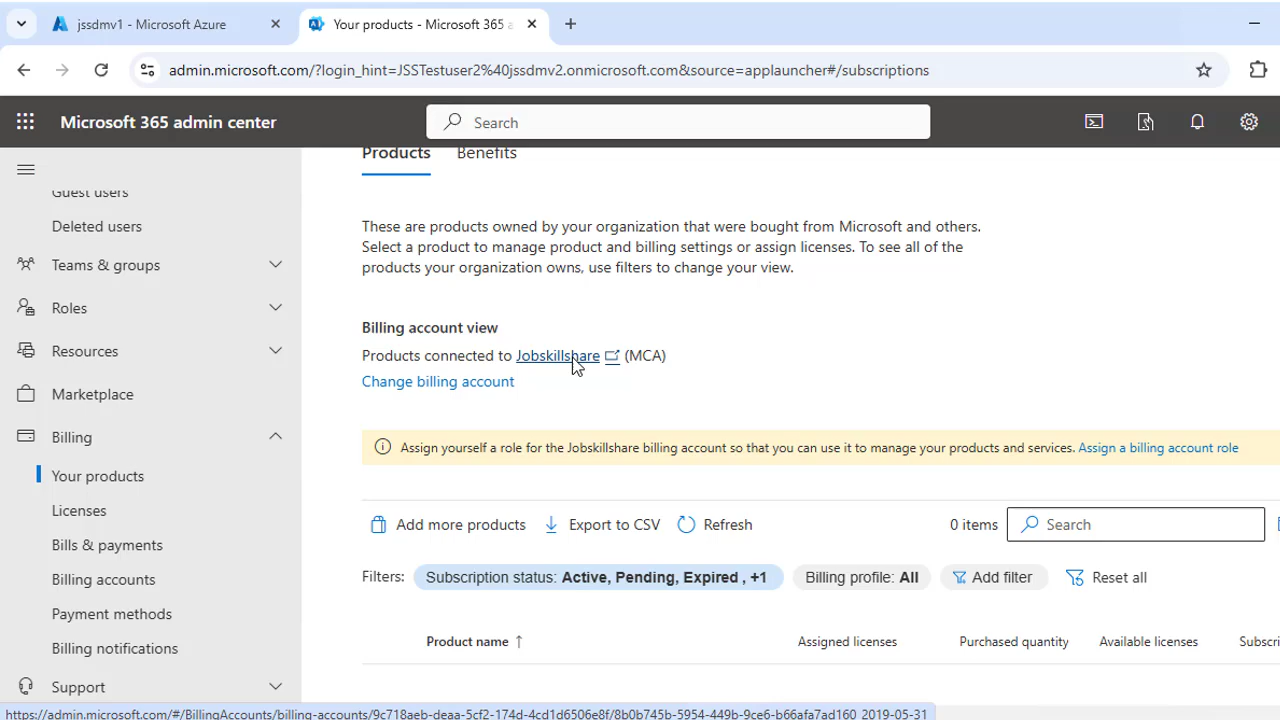 jssdmv1 - Microsoft Azure
Your products - Microsoft 365 a
admin.microsoft.com/?login_hint=JSSTestuser2%40jssdmv2.onmicrosoft.com&source=applauncher#/subscriptions
Microsoft 365 admin center
Search
Guest users
Deleted users
Teams & groups
Roles
Resources
Marketplace
Billing
Your products
Licenses
Bills & payments
Billing accounts
Payment methods
Billing notifications
Support
Products Benefits
These are products owned by your organization that were bought from Microsoft and others.
Select a product to manage product and billing settings or assign licenses. To see all of the
products your organization owns, use filters to change your view.
Billing account view
Products connected to Jobskillshare (MCA)
Change billing account
Assign yourself a role for the Jobskillshare billing account so that you can use it to manage your products and services. Assign a billing account role
Add more products Export to CSV Refresh 0 items Search
Filters: Subscription status: Active, Pending, Expired , +1 Billing profile: All Add filter Reset all
Product name ↑ Assigned licenses Purchased quantity Available licenses Subscri
https://admin.microsoft.com/#/BillingAccounts/billing-accounts/9c718aeb-deaa-5cf2-174d-4cd1d6506e8f/8b0b745b-5954-449b-9ce6-b66afa7ad160_2019-05-31